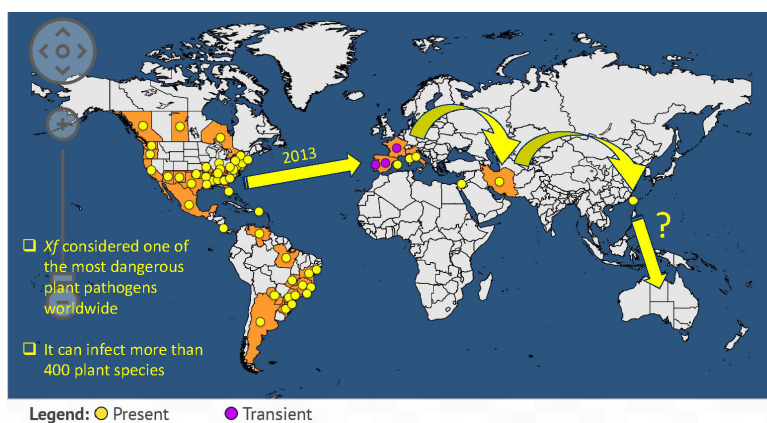 2013
?
❑ Xf considered one of
the most dangerous
plant pathogens
worldwide
❑ It can infect more than
400 plant species
Legend: Present Transient